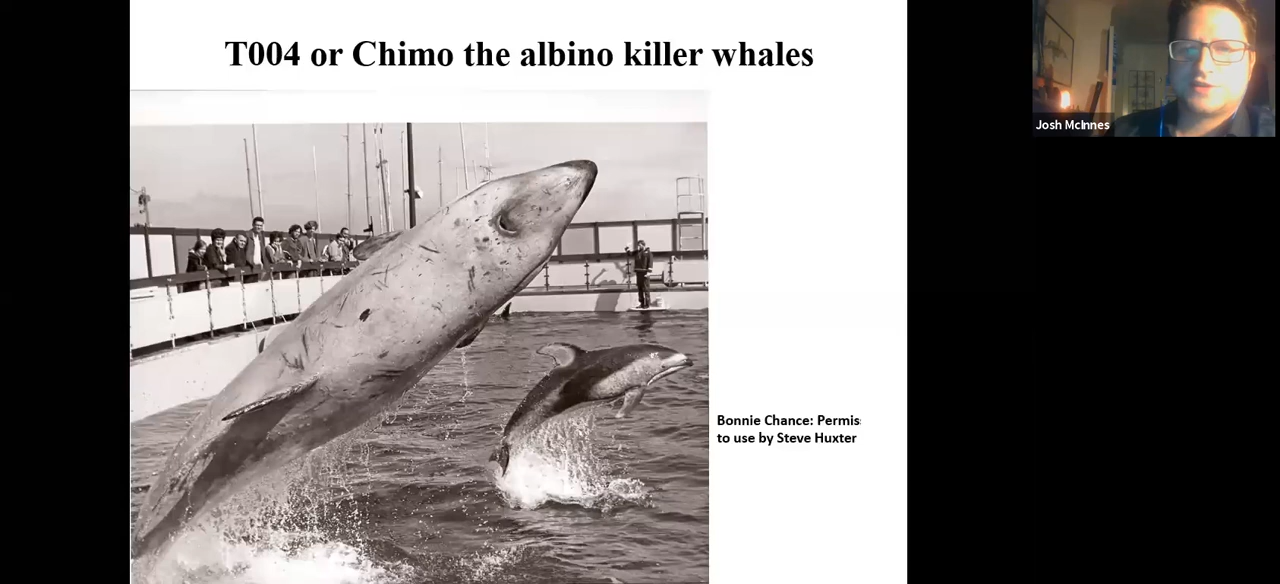 T004 or Chimo the albino killer whales
Josh McInnes
Bonnie Chance: Permis
to use by Steve Huxter